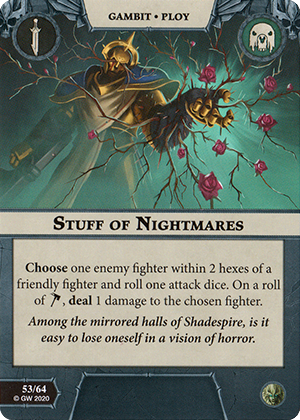 GAMBIT • PLOY
STUFF OF NIGHTMARES
Choose one enemy fighter within 2 hexes of a
friendly fighter and roll one attack dice. On a roll
of , deal 1 damage to the chosen fighter.
Among the mirrored halls of Shadespire, is it
easy to lose oneself in a vision of horror.
53/64
© GW 2020